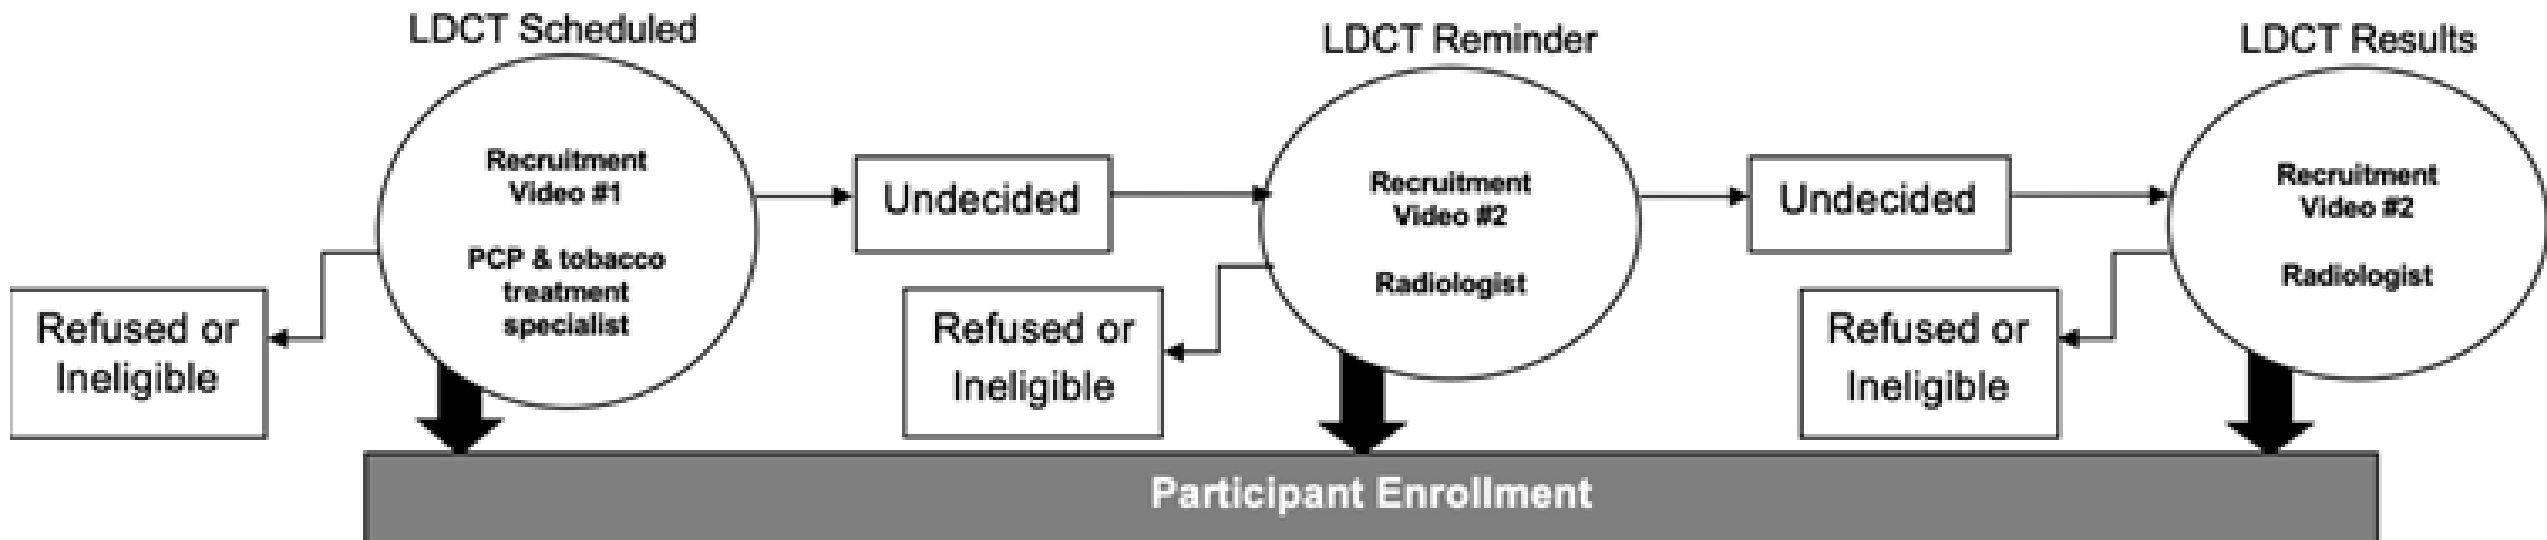 LDCT Scheduled
Recruitment
Video #1
PCP & tobacco
treatment
specialist
Refused or
Ineligible
Undecided
LDCT Reminder
Recruitment
Video #2
Radiologist
Refused or
Ineligible
Undecided
LDCT Results
Recruitment
Video #2
Radiologist
Refused or
Ineligible
Participant Enrollment